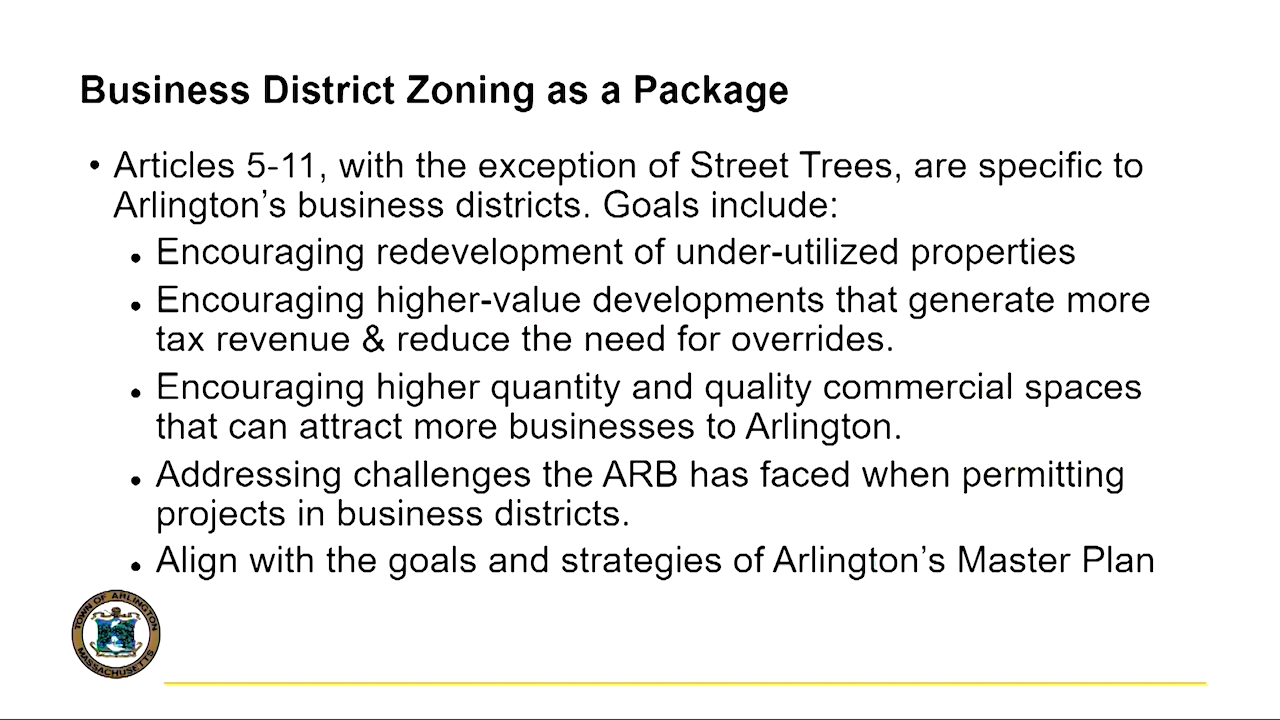 Business District Zoning as a Package
• Articles 5-11, with the exception of Street Trees, are specific to
Arlington’s business districts. Goals include:
• Encouraging redevelopment of under-utilized properties
• Encouraging higher-value developments that generate more
tax revenue & reduce the need for overrides.
• Encouraging higher quantity and quality commercial spaces
that can attract more businesses to Arlington.
• Addressing challenges the ARB has faced when permitting
projects in business districts.
• Align with the goals and strategies of Arlington’s Master Plan
TOWN OF ARLINGTON
MASSACHUSETTS